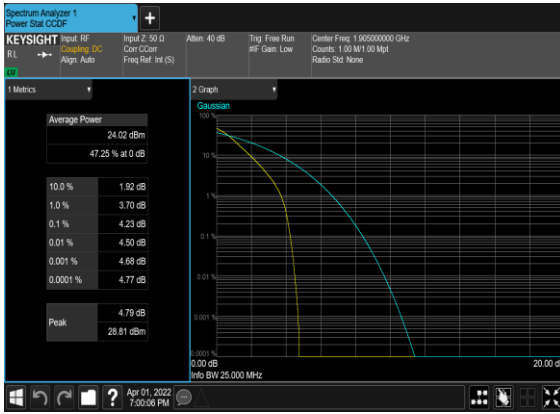 Spectrum Analyzer 1
Power Stat CCDF
KEYSIGHT
RL
LV
Input: RF
Coupling: DC
Align: Auto
Input Z: 50 Ω
Corr CCorr
Freq Ref: Int (S)
Atten: 40 dB
Trig: Free Run
#IF Gain: Low
Center Freq: 1.905000000 GHz
Counts: 1.00 M/1.00 Mpt
Radio Std: None
1 Metrics
Average Power
24.02 dBm
47.25 % at 0 dB
10.0 % 1.92 dB
1.0 % 3.70 dB
0.1 % 4.23 dB
0.01 % 4.50 dB
0.001 % 4.68 dB
0.0001 % 4.77 dB
Peak
4.79 dB
28.81 dBm
2 Graph
Gaussian
100 %
10 %
1 %
0.1 %
0.01 %
0.001 %
0.0001 %
0.00 dB
20.00 d
Info BW 25.000 MHz
?
Apr 01, 2022
7:00:06 PM